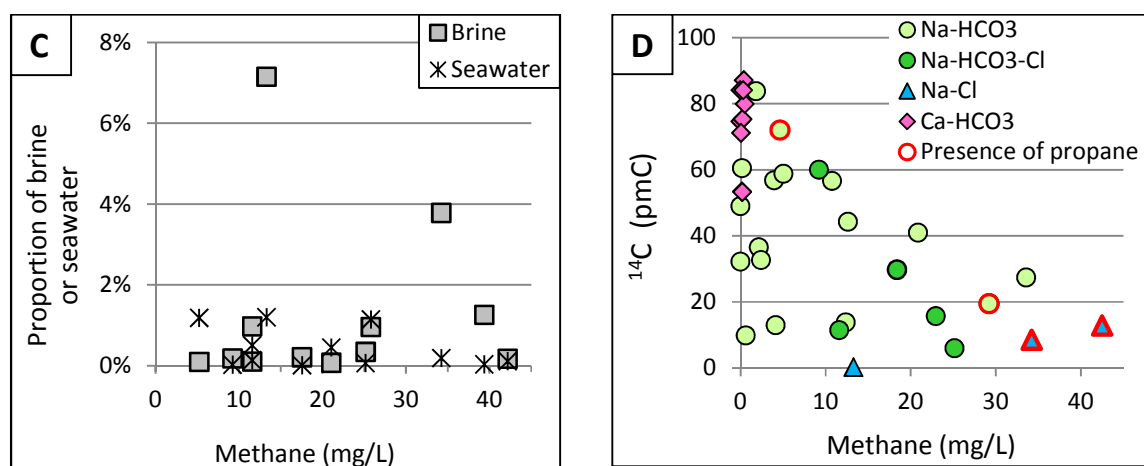 C
8%
6%
4%
2%
0%
Proportion of brine
or seawater
0 10 20 30 40
Methane (mg/L)
Brine
Seawater
D
100
80
60
40
20
0
¹⁴C (pmC)
0 10 20 30 40
Methane (mg/L)
Na-HCO3
Na-HCO3-Cl
Na-Cl
Ca-HCO3
Presence of propane